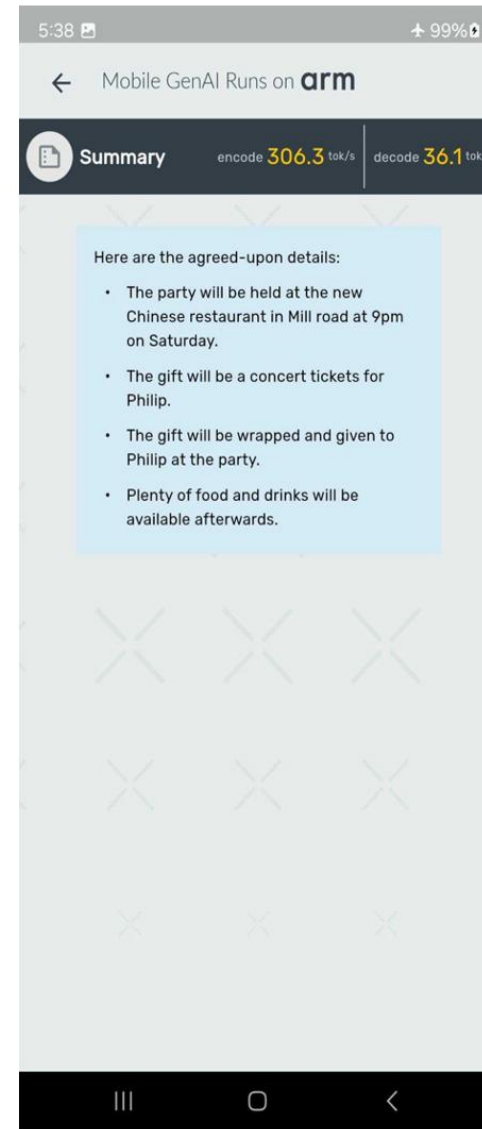 5:38 99%
Mobile GenAI Runs on arm
Summary encode 306.3 tok/s decode 36.1 tok
Here are the agreed-upon details:
• The party will be held at the new
Chinese restaurant in Mill road at 9pm
on Saturday.
• The gift will be a concert tickets for
Philip.
• The gift will be wrapped and given to
Philip at the party.
• Plenty of food and drinks will be
available afterwards.